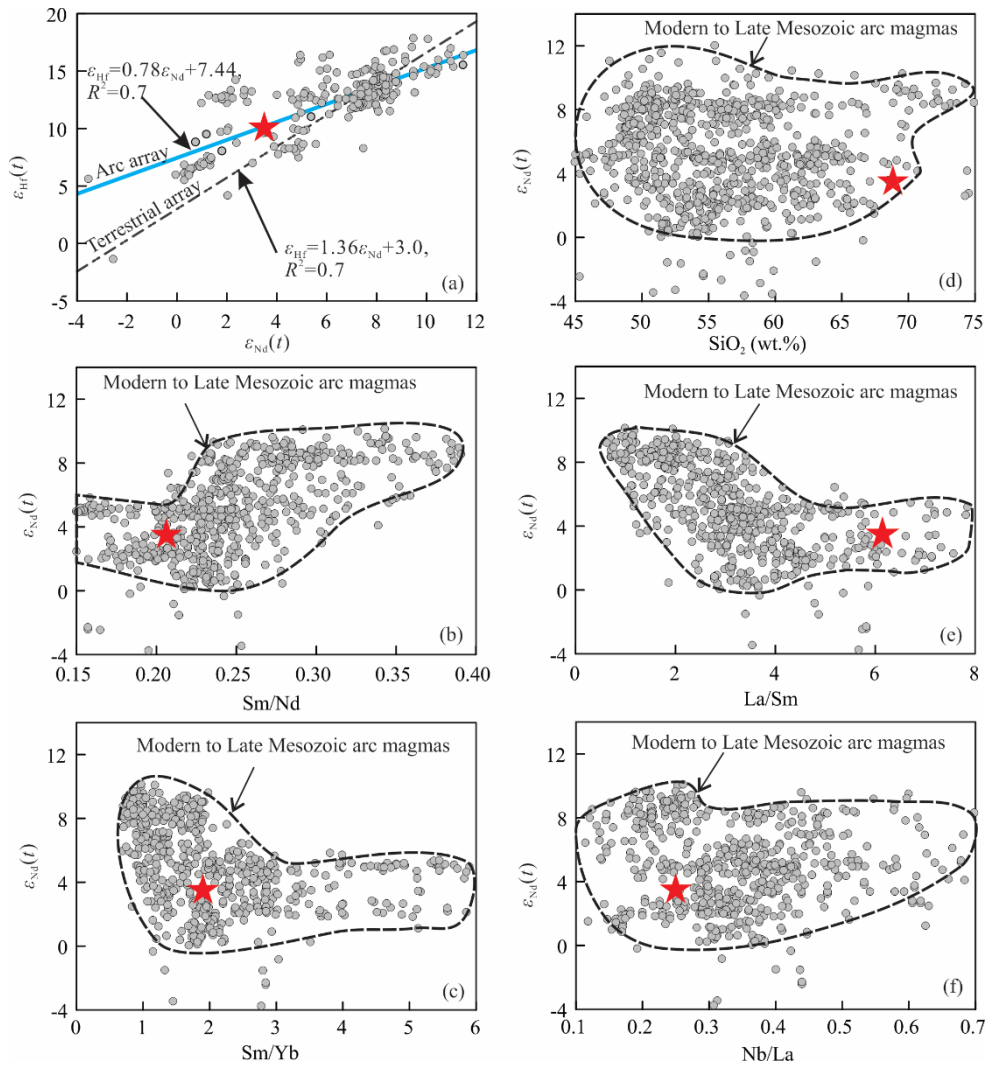 20
15
10
5
0
-5
εHf(t)
εHf=0.78εNd+7.44,
R²=0.7
Arc array
Terrestrial array
εHf=1.36εNd+3.0,
R²=0.7
(a)
-4 -2 0 2 4 6 8 10 12
εNd(t)
12
8
4
0
-4
εNd(t)
Modern to Late Mesozoic arc magmas
(d)
45 50 55 60 65 70 75
SiO₂ (wt.%)
Modern to Late Mesozoic arc magmas
12
8
4
0
-4
εNd(t)
(b)
0.15 0.20 0.25 0.30 0.35 0.40
Sm/Nd
Modern to Late Mesozoic arc magmas
12
8
4
0
-4
εNd(t)
(e)
0 2 4 6 8
La/Sm
Modern to Late Mesozoic arc magmas
12
8
4
0
-4
εNd(t)
(c)
0 1 2 3 4 5 6
Sm/Yb
Modern to Late Mesozoic arc magmas
12
8
4
0
-4
εNd(t)
(f)
0.1 0.2 0.3 0.4 0.5 0.6 0.7
Nb/La